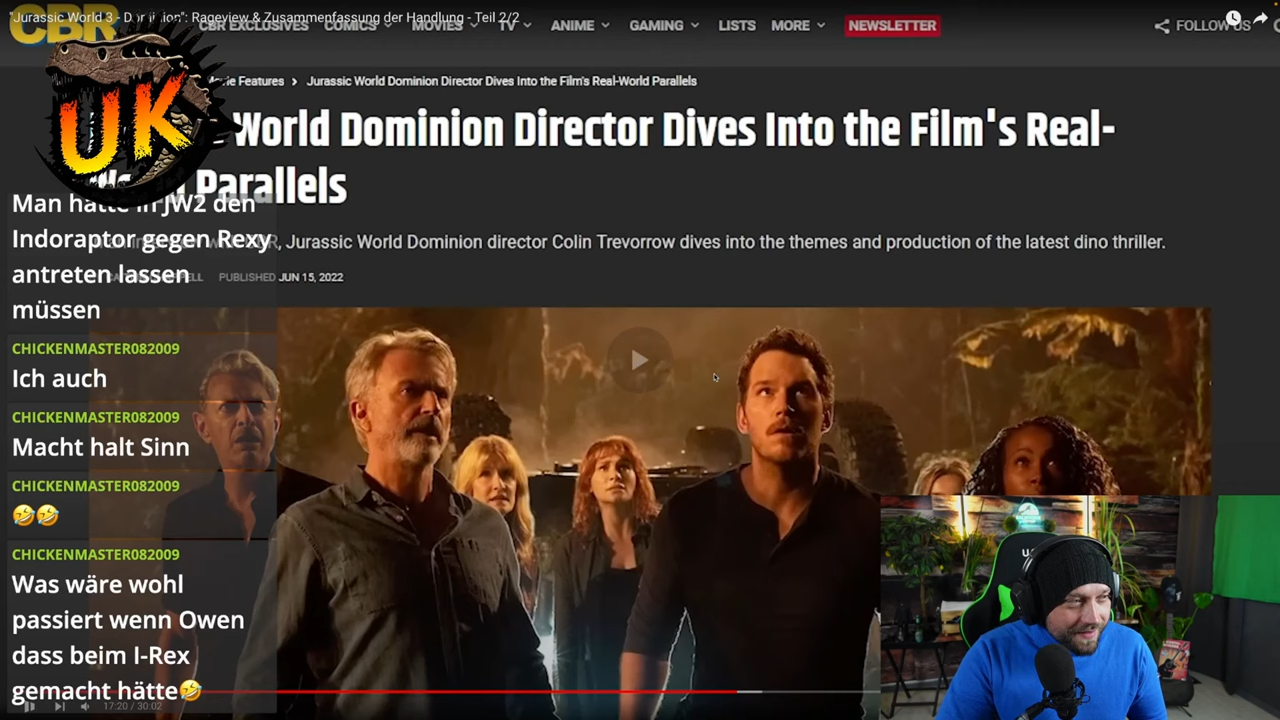 "Jurassic World 3 - Dominion": Rageview & Zusammenfassung der Handlung - Teil 2/2
CBR
CBR EXCLUSIVES
COMICS
MOVIES
TV
ANIME
GAMING
LISTS
MORE
NEWSLETTER
FOLLOW US
Movie Features > Jurassic World Dominion Director Dives Into the Film's Real-World Parallels
UK
World Dominion Director Dives Into the Film's Real-
Parallels
, Jurassic World Dominion director Colin Trevorrow dives into the themes and production of the latest dino thriller.
PUBLISHED JUN 15, 2022
Man hätte in JW2 den
Indoraptor gegen Rexy
antreten lassen
müssen
CHICKENMASTER082009
Ich auch
CHICKENMASTER082009
Macht halt Sinn
CHICKENMASTER082009
🤣🤣
CHICKENMASTER082009
Was wäre wohl
passiert wenn Owen
dass beim I-Rex
gemacht hätte🤣
17:20 / 30:02